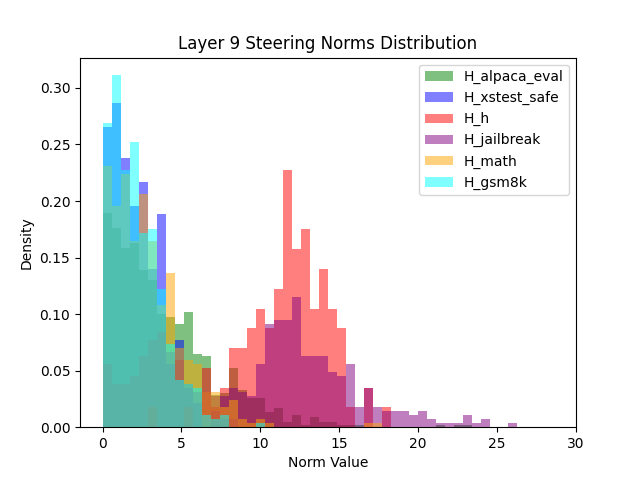 Layer 9 Steering Norms Distribution
H_alpaca_eval
H_xstest_safe
H_h
H_jailbreak
H_math
H_gsm8k
Density
0.30
0.25
0.20
0.15
0.10
0.05
0.00
0 5 10 15 20 25 30
Norm Value